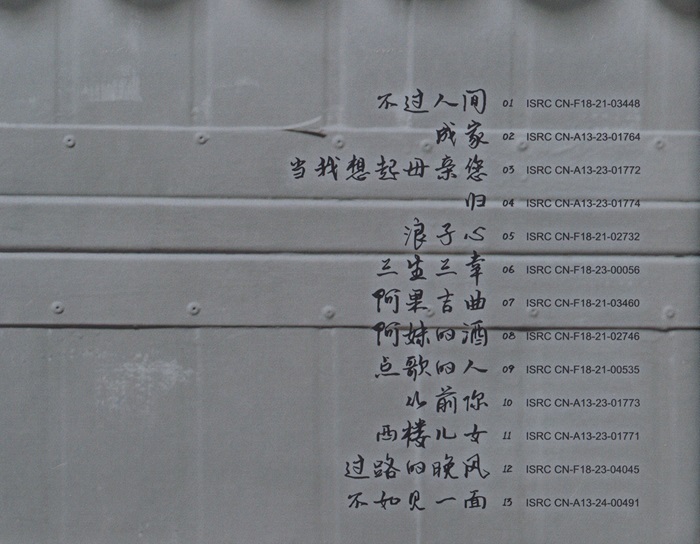 不过人间 01 ISRC CN-F18-21-03448
成家 02 ISRC CN-A13-23-01764
当我想起母亲您 03 ISRC CN-A13-23-01772
归 04 ISRC CN-A13-23-01774
浪子心 05 ISRC CN-F18-21-02732
三生三幸 06 ISRC CN-F18-23-00056
阿果吉曲 07 ISRC CN-F18-21-03460
阿妹的酒 08 ISRC CN-F18-21-02746
点歌的人 09 ISRC CN-F18-21-00535
以前你 10 ISRC CN-A13-23-01773
西楼儿女 11 ISRC CN-A13-23-01771
过路的晚风 12 ISRC CN-F18-23-04045
不如见一面 13 ISRC CN-A13-24-00491